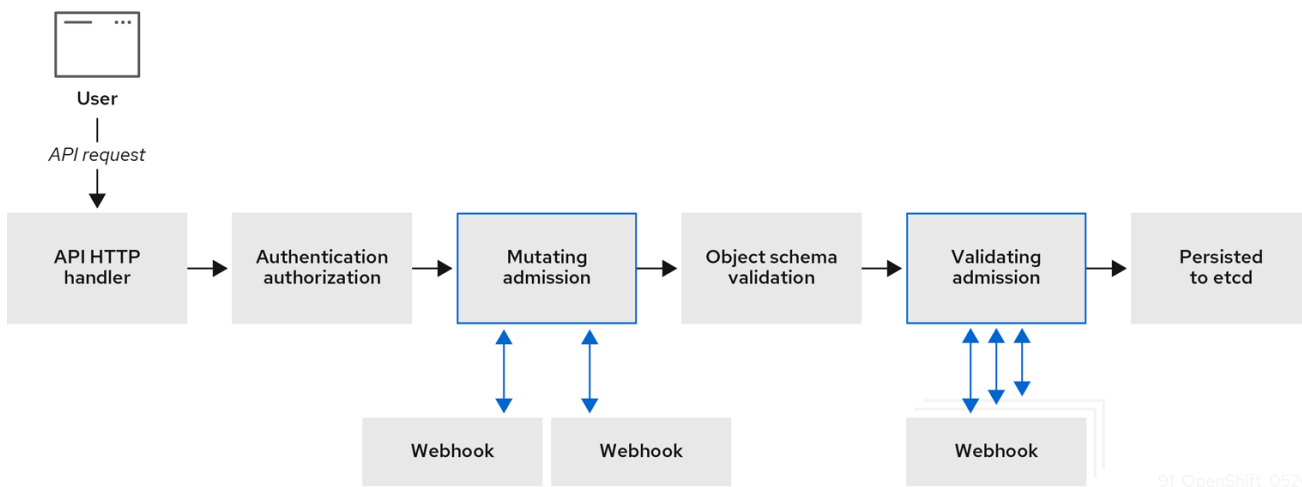 User
API request
API HTTP
handler
Authentication
authorization
Mutating
admission
Object schema
validation
Validating
admission
Persisted
to etcd
Webhook
Webhook
Webhook
91_OpenShift_052